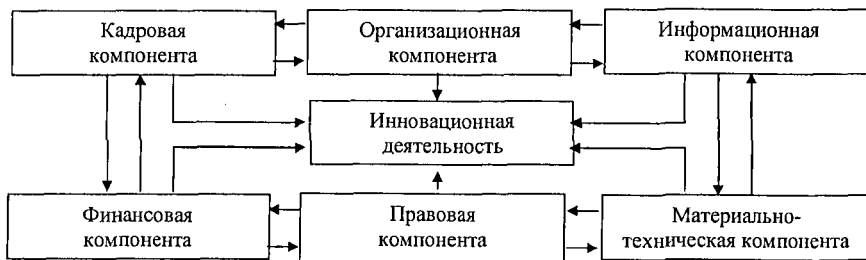 Кадровая
компонента
Организационная
компонента
Информационная
компонента
Инновационная
деятельность
Финансовая
компонента
Правовая
компонента
Материально-
техническая компонента